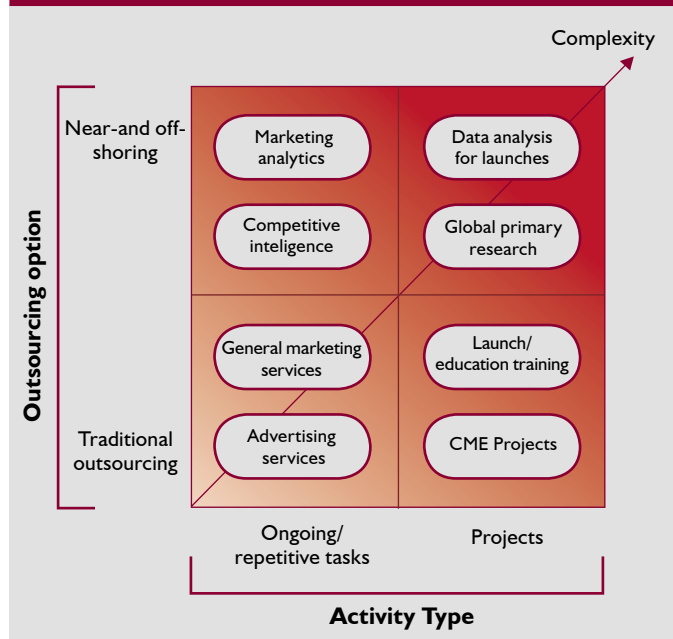 Complexity
Near-and off-
shoring
Marketing
analytics
Data analysis
for launches
Competitive
inteligence
Global primary
research
Outsourcing option
General marketing
services
Launch/
education training
Traditional
outsourcing
Advertising
services
CME Projects
Ongoing/
repetitive tasks
Projects
Activity Type